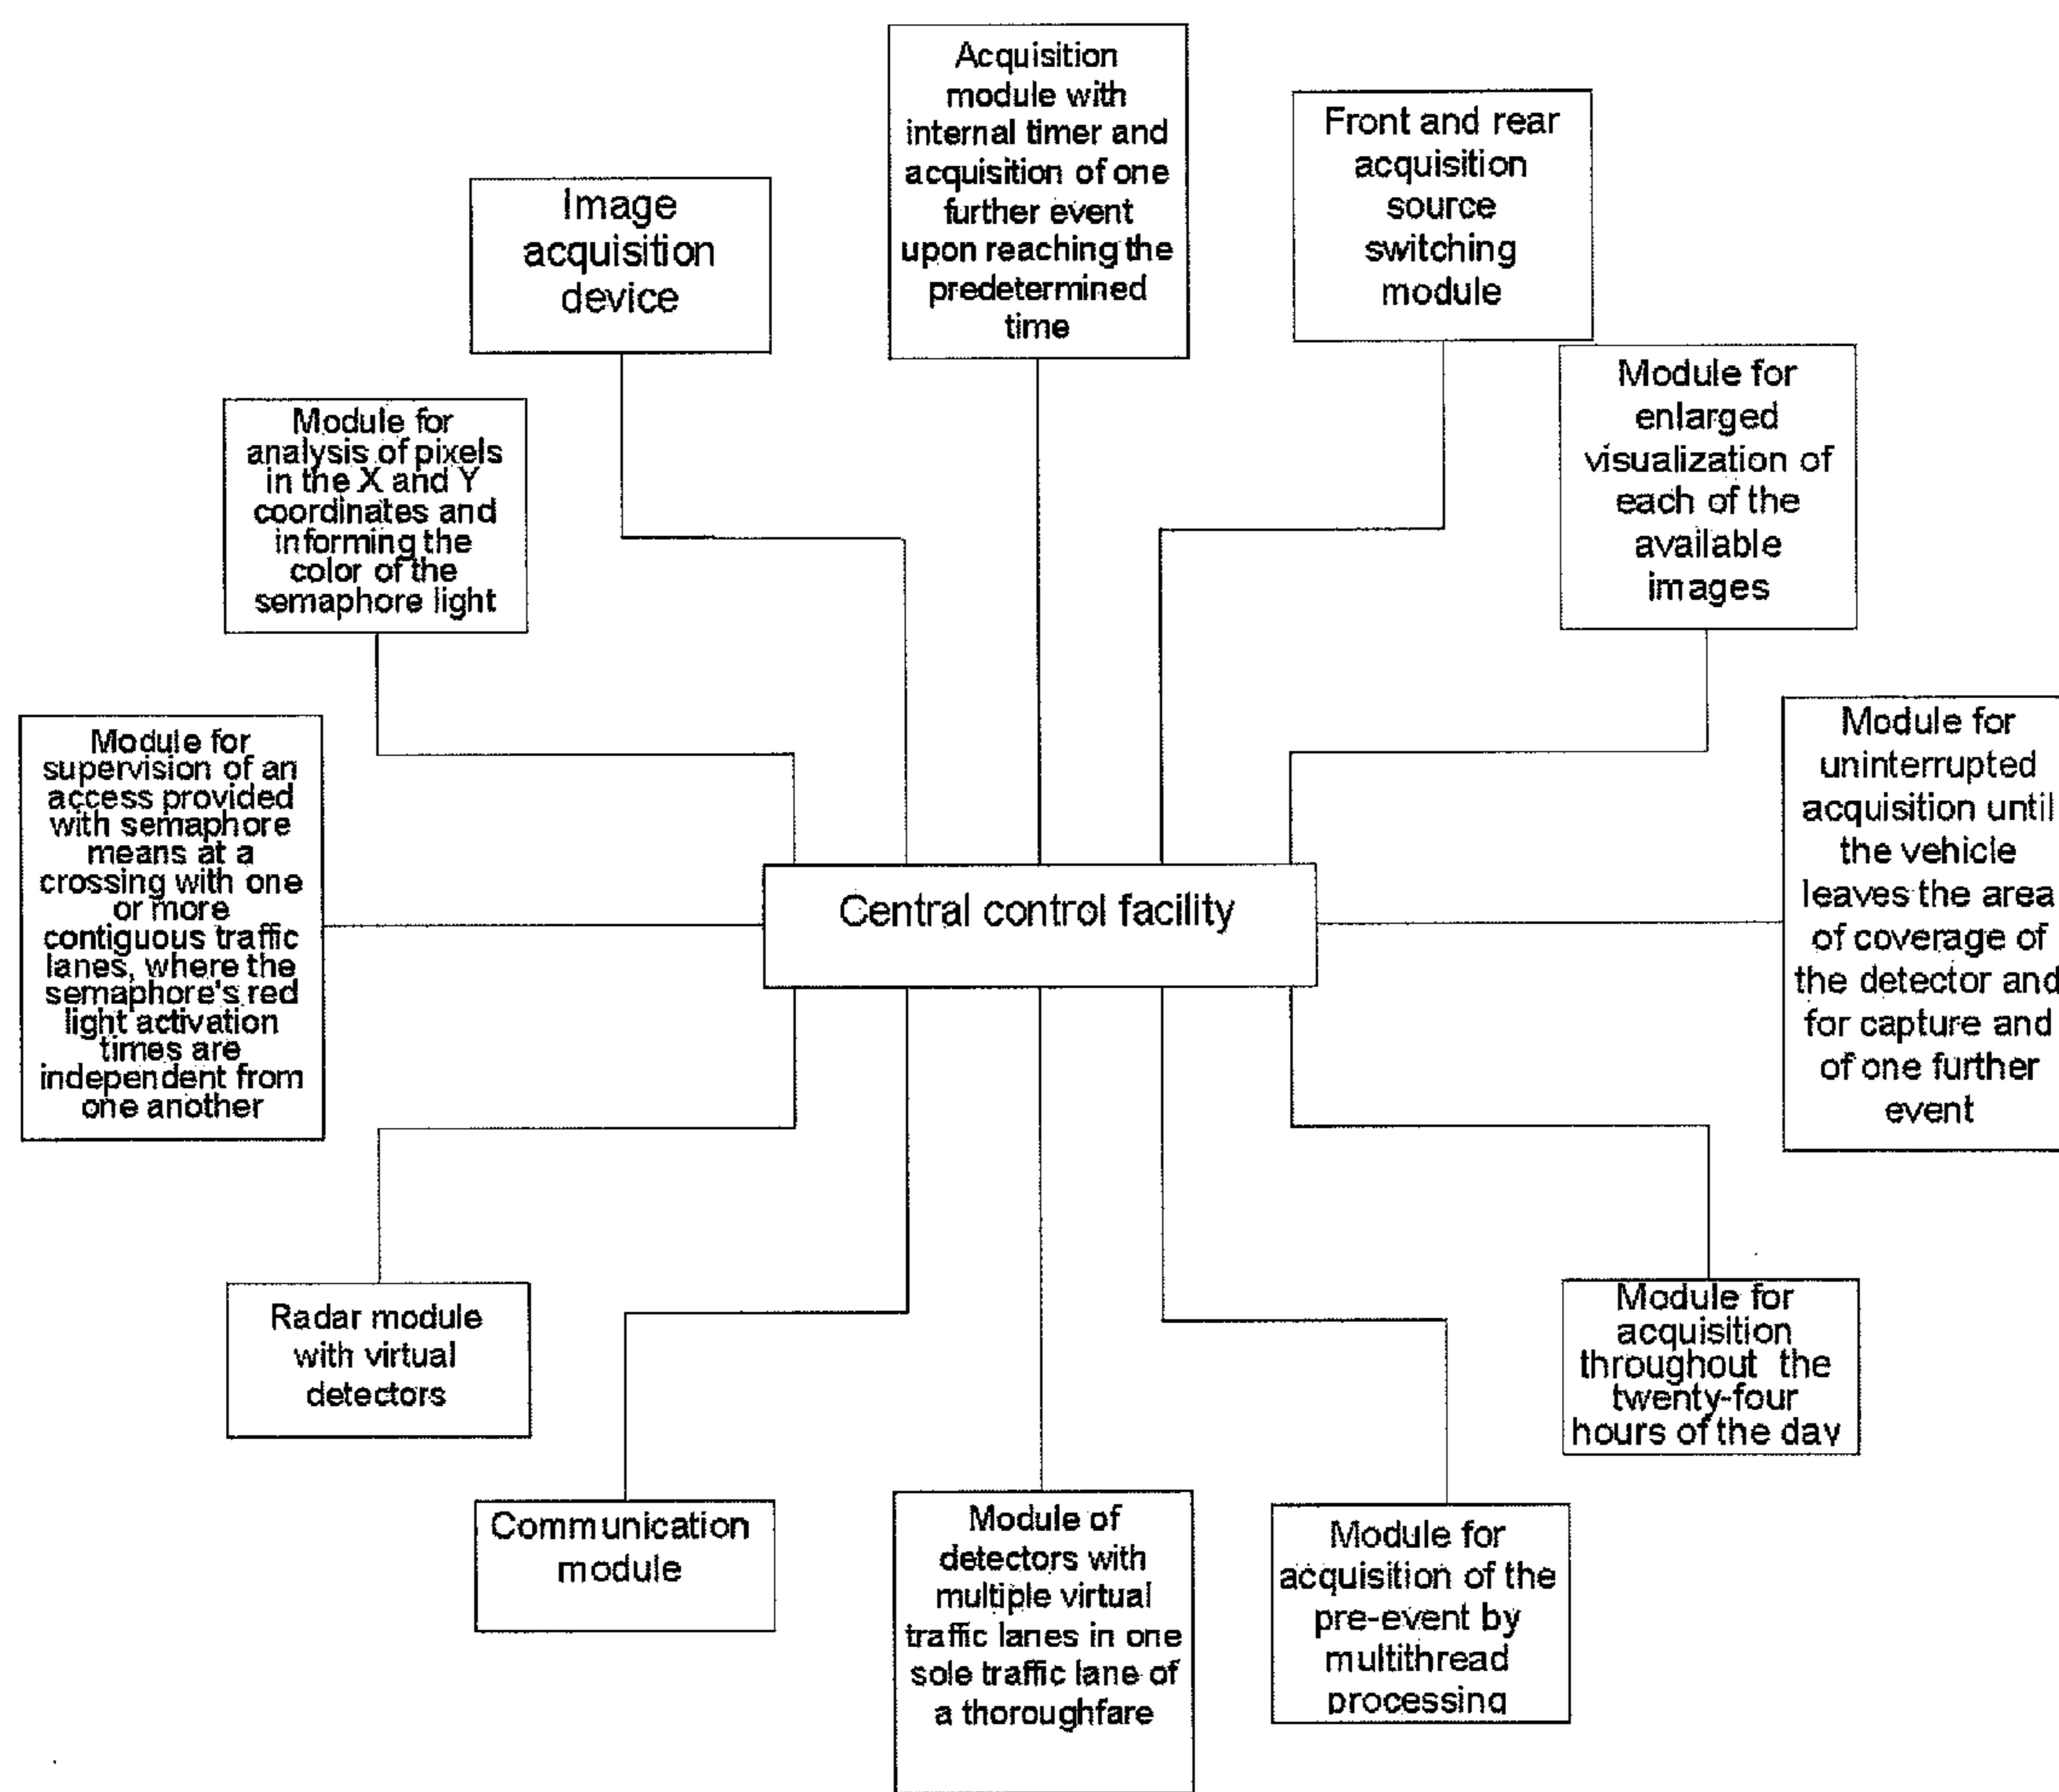 Acquisition
module with
internal timer and
acquisition of one
further event
upon reaching the
predetermined
time
Front and rear
acquisition
source
switching
module
Image
acquisition
device
Module for
enlarged
visualization of
each of the
available
images
Module for
analysis of pixels
in the X and Y
coordinates and
informing the
color of the
semaphore light
Module for
uninterrupted
acquisition until
the vehicle
leaves the area
of coverage of
the detector and
for capture and
of one further
event
Module for
supervision of an
access provided
with semaphore
means at a
crossing with one
or more
contiguous traffic
lanes, where the
semaphore's red
light activation
times are
independent from
one another
Central control facility
Radar module
with virtual
detectors
Module for
acquisition
throughout the
twenty-four
hours of the day
Communication
module
Module of
detectors with
multiple virtual
traffic lanes in one
sole traffic lane of
a thoroughfare
Module for
acquisition of the
pre-event by
multithread
processing